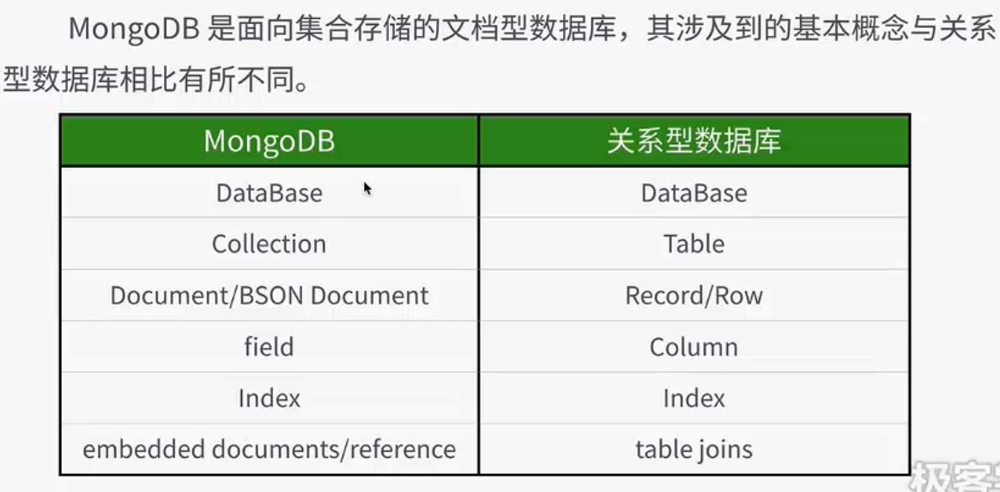 MongoDB 是面向集合存储的文档型数据库，其涉及到的基本概念与关系
型数据库相比有所不同。
MongoDB 关系型数据库
DataBase DataBase
Collection Table
Document/BSON Document Record/Row
field Column
Index Index
embedded documents/reference table joins
极客